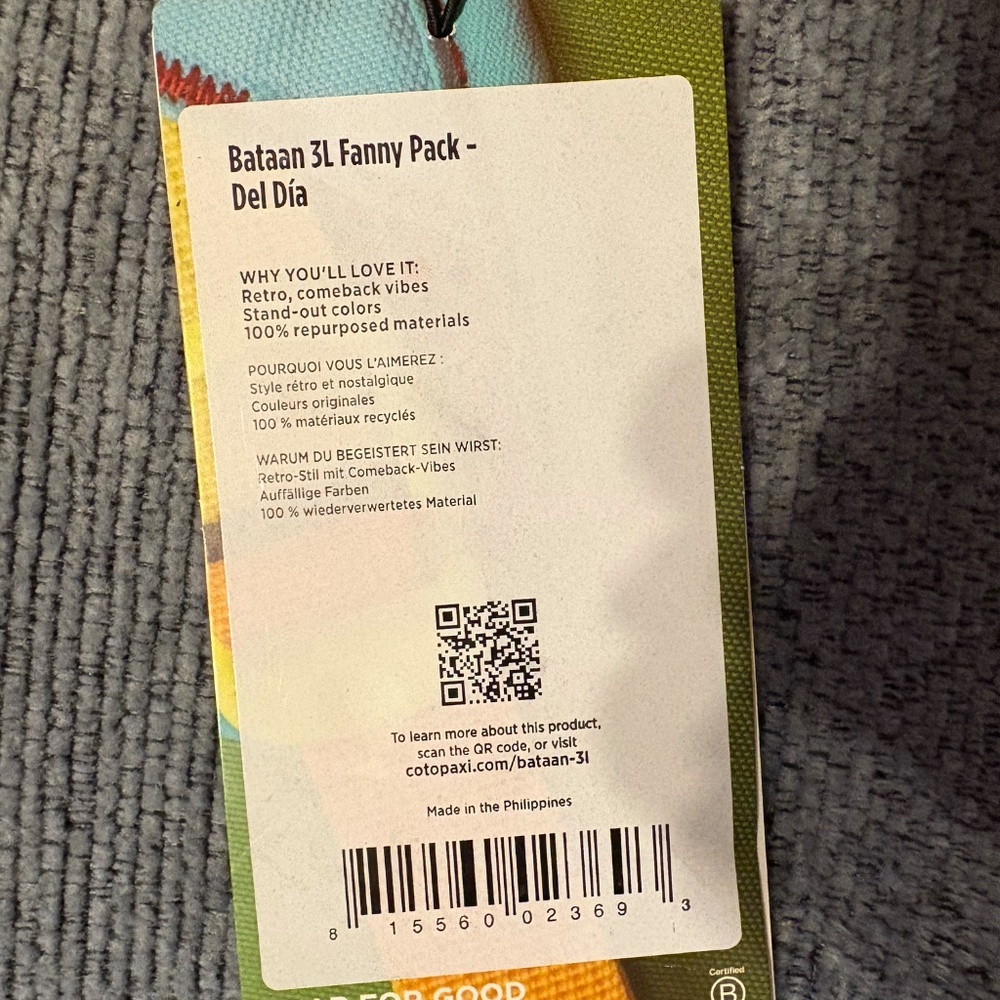 Bataan 3L Fanny Pack -
Del Día
WHY YOU'LL LOVE IT:
Retro, comeback vibes
Stand-out colors
100% repurposed materials
POURQUOI VOUS L'AIMEREZ :
Style rétro et nostalgique
Couleurs originales
100 % matériaux recyclés
WARUM DU BEGEISTERT SEIN WIRST:
Retro-Stil mit Comeback-Vibes
Auffällige Farben
100 % wiederverwertetes Material
To learn more about this product,
scan the QR code, or visit
cotopaxi.com/bataan-3l
Made in the Philippines
8 15560 02369 3
Certified
B
FOR GOOD